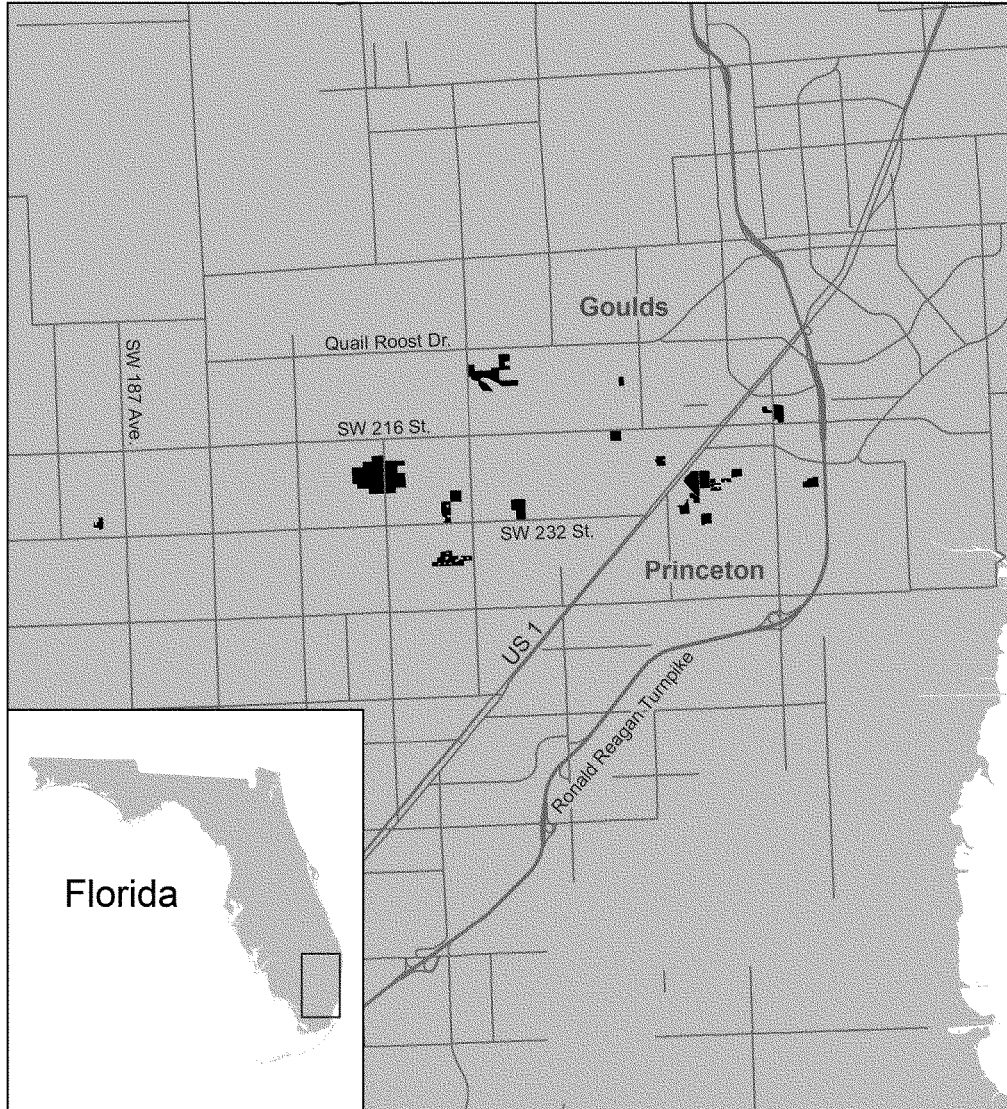 Goulds
Quail Roost Dr.
SW 187 Ave.
SW 216 St.
SW 232 St.
Princeton
US 1
Ronald Reagan Turnpike
Florida